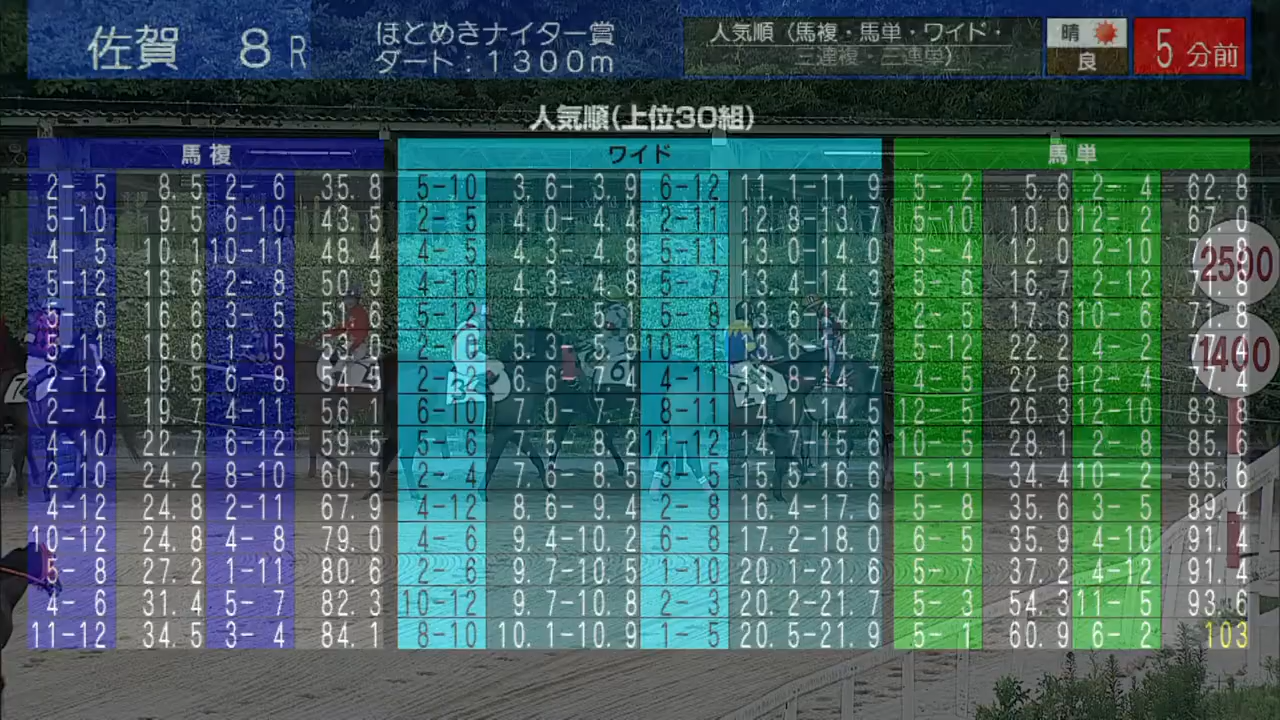 佐賀 8R ほとめきナイター賞 ダート：1300m 人気順（馬複・馬単・ワイド・三連複・三連単） 晴 良 5分前
人気順(上位30組)
馬複 ワイド 馬単
2- 5 8.5 2- 6 35.8 5-10 3.6- 3.9 6-12 11.1-11.9 5- 2 5.6 2- 4 62.8
5-10 9.5 6-10 43.5 2- 5 4.0- 4.4 2-11 12.8-13.7 5-10 10.0 12- 2 67.0
4- 5 10.1 10-11 48.4 4- 5 4.3- 4.8 5-11 13.0-14.0 5- 4 12.0 2-10
5-12 13.6 2- 8 50.9 4-10 4.3- 4.8 5- 7 13.4-14.3 5- 6 16.7 2-12
5- 6 16.6 3- 5 51.7 5-12 4.7- 5- 8 2- 5 17.6 10- 6
5-11 16.6 1- 5 53.0 2-10 5.3- 5.9 10-11 5-12 22.2 4- 2
2-12 19.5 6- 8 4-11 4- 5 22.6 12- 4
2- 4 19.7 4-11 56.1 6-10 7.0- 7.7 8-11 14.1-14.5 12- 5 26.3 12-10 83.8
4-10 22.7 6-12 59.5 5- 6 7.5- 8.2 11-12 14.7-15.6 10- 5 28.1 2- 8 85.6
2-10 24.2 8-10 60.5 2- 4 7.6- 8.5 3- 5 15.5-16.6 5-11 34.4 10- 2 85.6
4-12 24.8 2-11 67.9 4-12 8.6- 9.4 2- 8 16.4-17.6 5- 8 35.6 3- 5 89.4
10-12 24.8 4- 8 79.0 4- 6 9.4-10.2 6- 8 17.2-18.0 6- 5 35.9 4-10 91.4
5- 8 27.2 1-11 80.6 2- 6 9.7-10.5 1-10 20.1-21.6 5- 7 37.2 4-12 91.4
4- 6 31.4 5- 7 82.3 10-12 9.7-10.8 2- 3 20.2-21.7 5- 3 54.3 11- 5 93.6
11-12 34.5 3- 4 84.1 8-10 10.1-10.9 1- 5 20.5-21.9 5- 1 60.9 6- 2 103
2500
1400